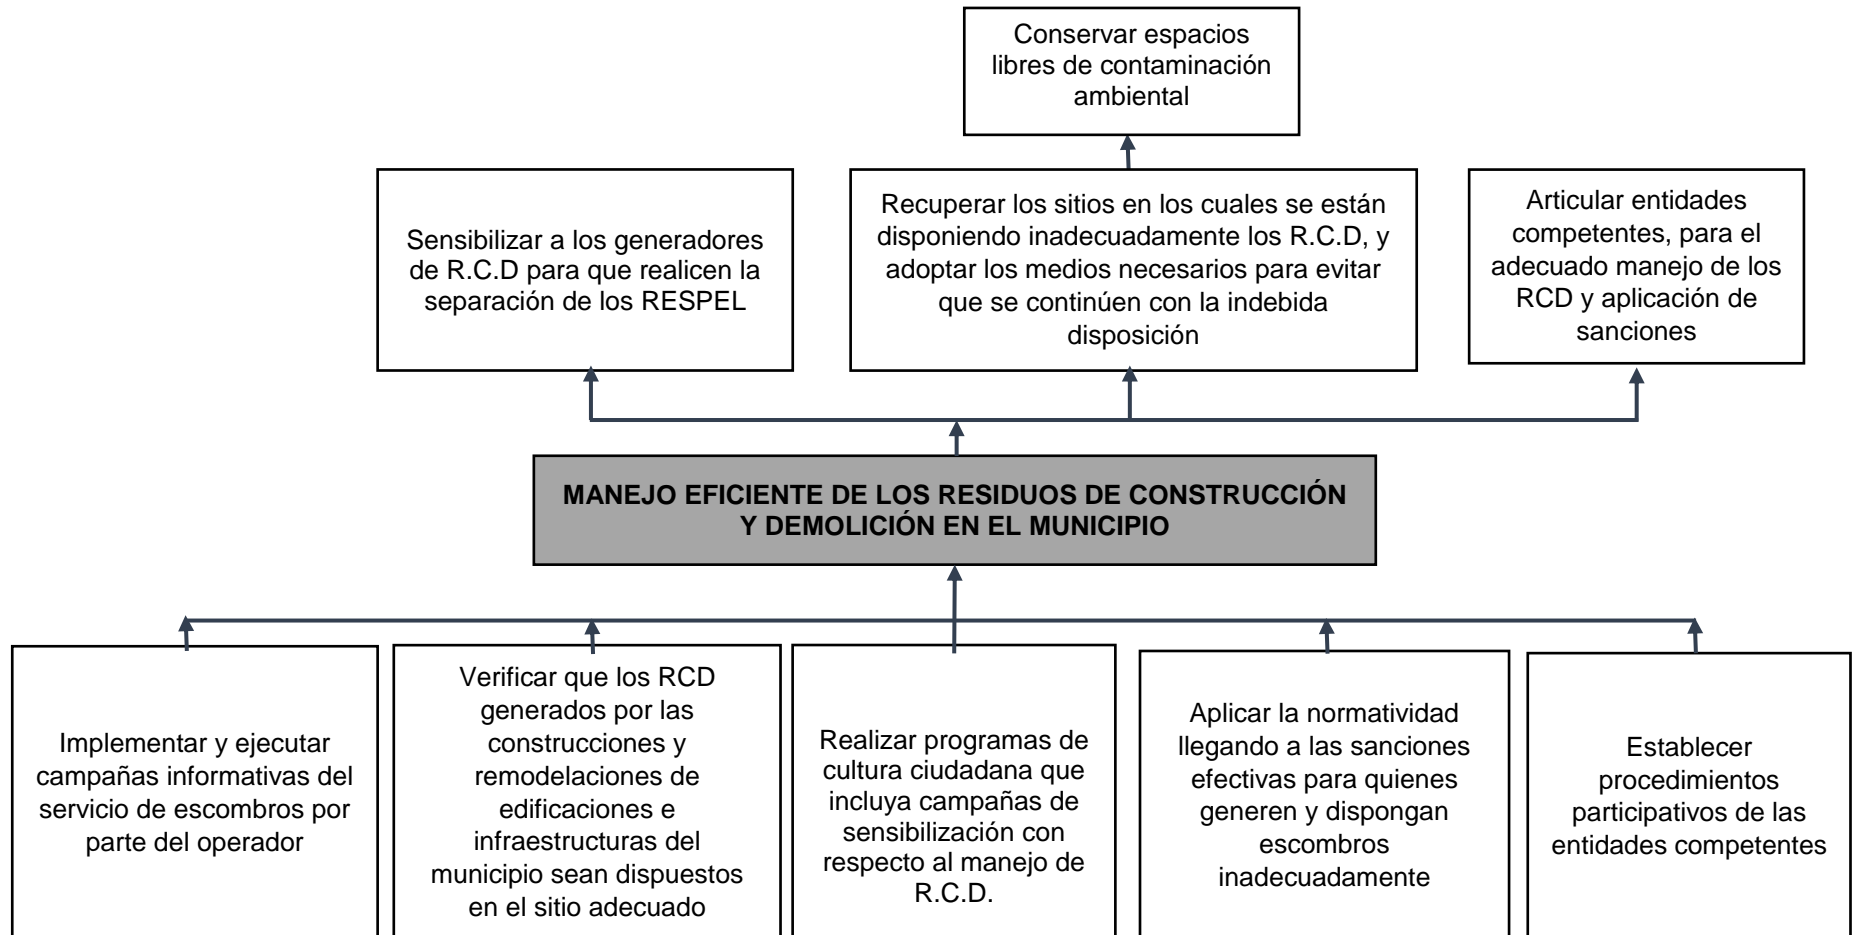 Conservar espacios
libres de contaminación
ambiental
Sensibilizar a los generadores
de R.C.D para que realicen la
separación de los RESPEL
Recuperar los sitios en los cuales se están
disponiendo inadecuadamente los R.C.D, y
adoptar los medios necesarios para evitar
que se continúen con la indebida
disposición
Articular entidades
competentes, para el
adecuado manejo de los
RCD y aplicación de
sanciones
MANEJO EFICIENTE DE LOS RESIDUOS DE CONSTRUCCIÓN
Y DEMOLICIÓN EN EL MUNICIPIO
Implementar y ejecutar
campañas informativas del
servicio de escombros por
parte del operador
Verificar que los RCD
generados por las
construcciones y
remodelaciones de
edificaciones e
infraestructuras del
municipio sean dispuestos
en el sitio adecuado
Realizar programas de
cultura ciudadana que
incluya campañas de
sensibilización con
respecto al manejo de
R.C.D.
Aplicar la normatividad
llegando a las sanciones
efectivas para quienes
generen y dispongan
escombros
inadecuadamente
Establecer
procedimientos
participativos de las
entidades competentes